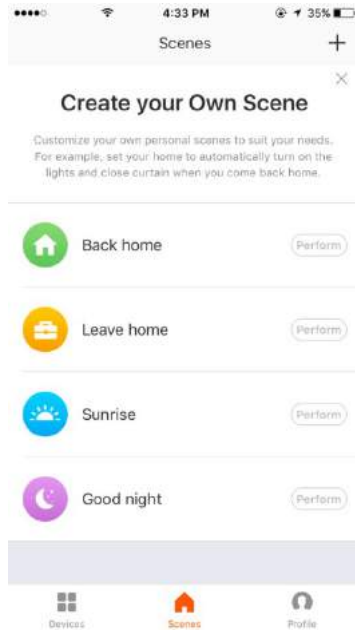 4:33 PM
35%
Scenes
Create your Own Scene
Customize your own personal scenes to suit your needs.
For example, set your home to automatically turn on the
lights and close curtain when you come back home.
Back home
Perform
Leave home
Perform
Sunrise
Perform
Good night
Perform
Devices
Scenes
Profile